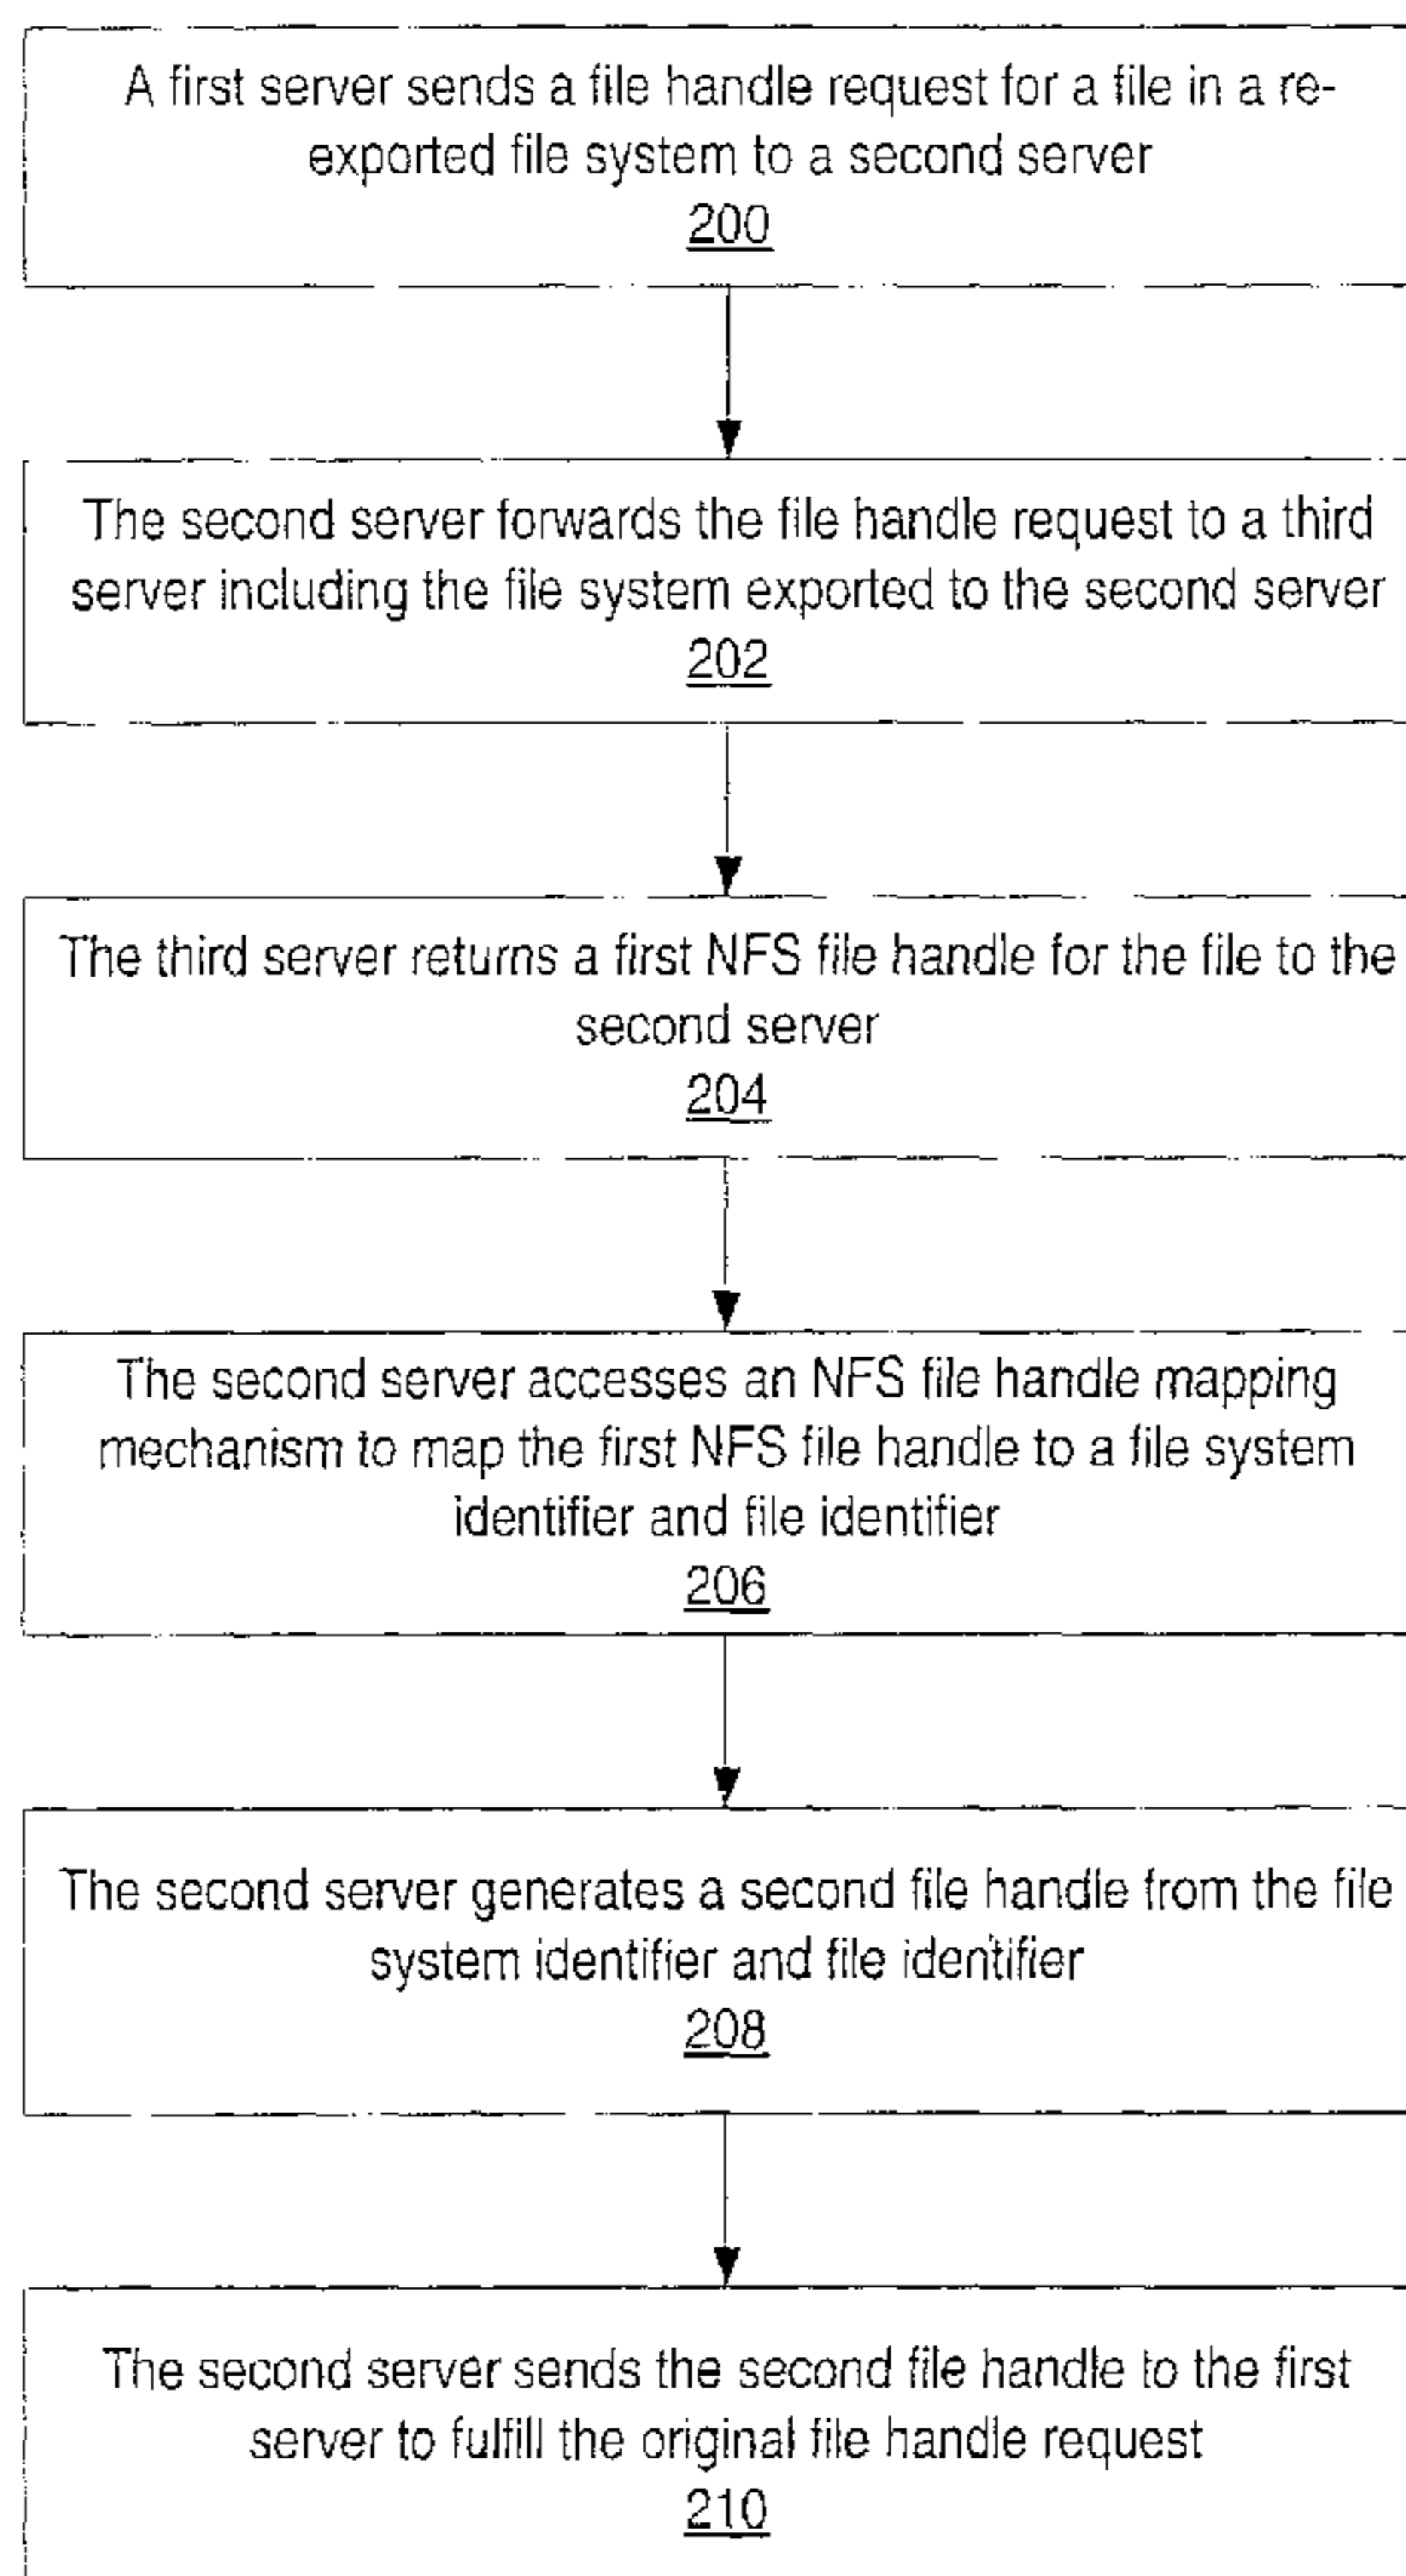 A first server sends a file handle request for a file in a re-
exported file system to a second server
200
The second server forwards the file handle request to a third
server including the file system exported to the second server
202
The third server returns a first NFS file handle for the file to the
second server
204
The second server accesses an NFS file handle mapping
mechanism to map the first NFS file handle to a file system
identifier and file identifier
206
The second server generates a second file handle from the file
system identifier and file identifier
208
The second server sends the second file handle to the first
server to fulfill the original file handle request
210